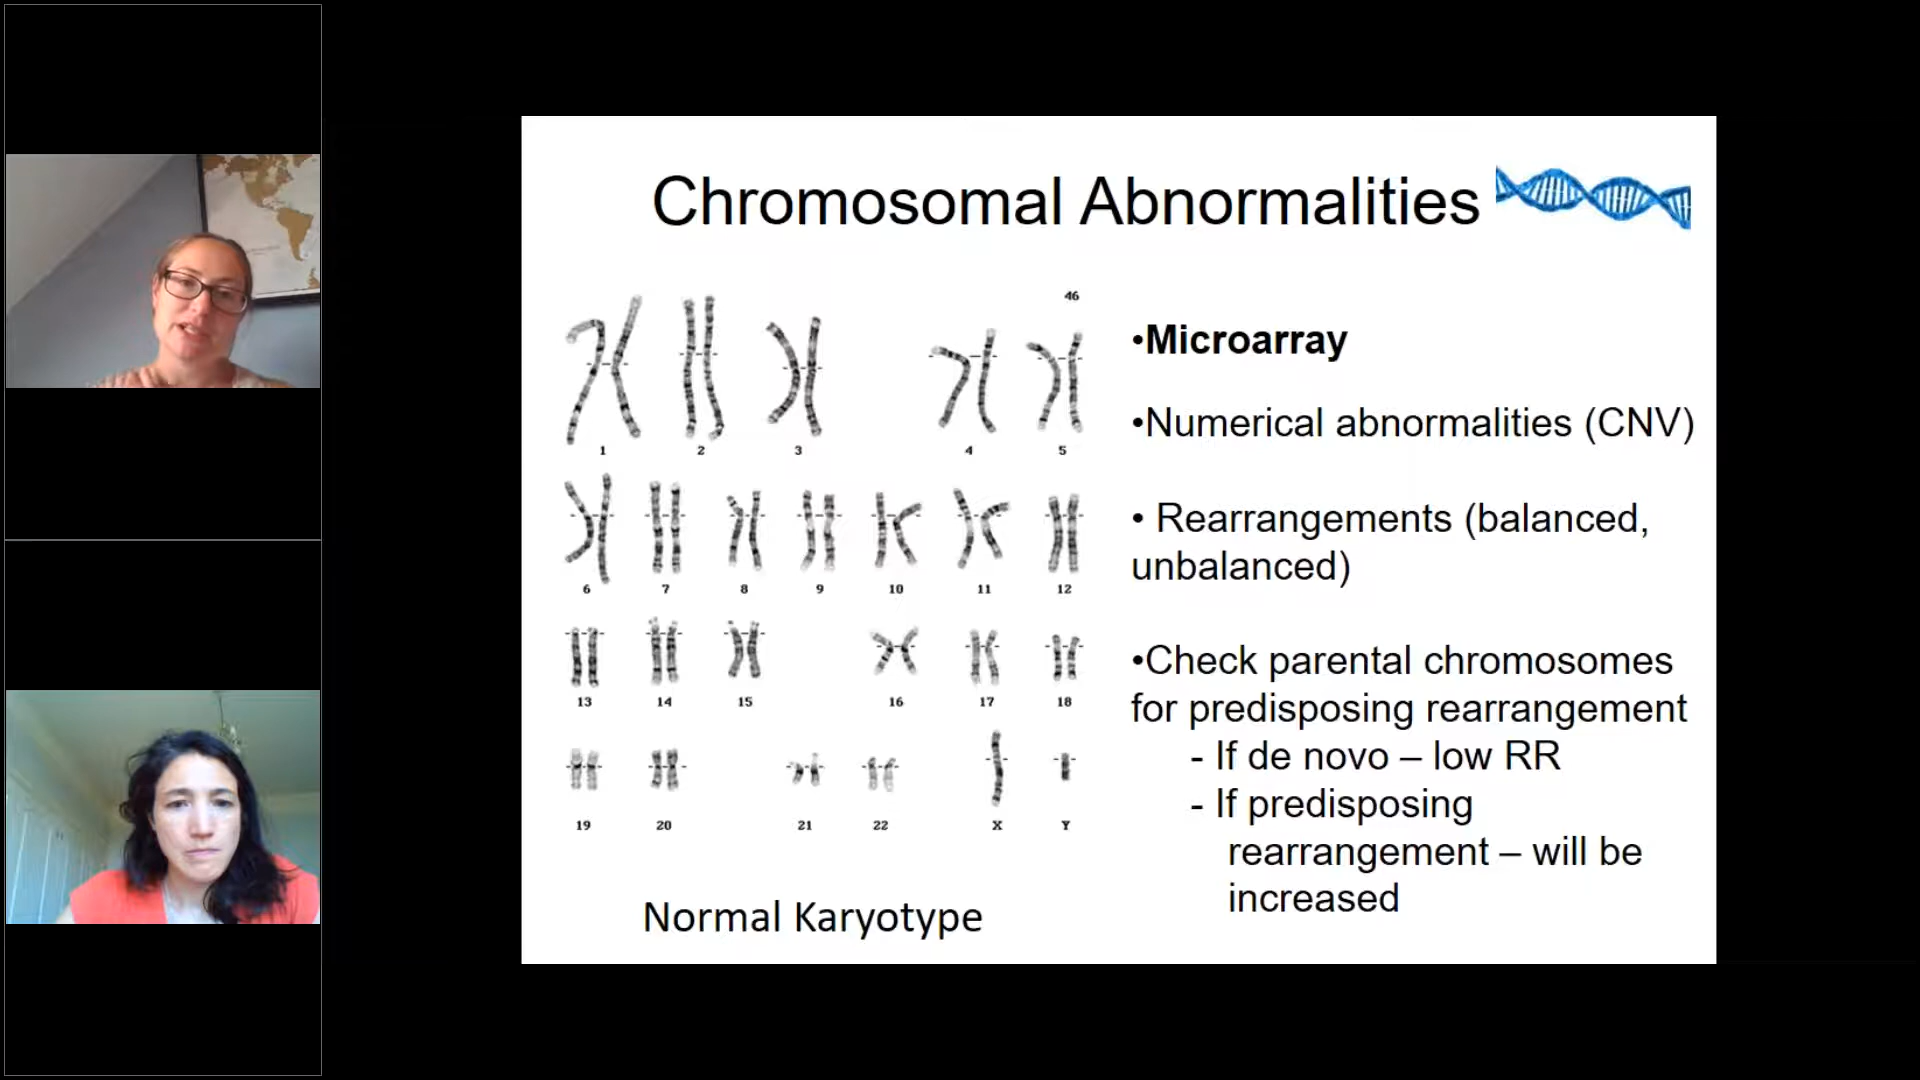 Chromosomal Abnormalities
46
1 2 3 4 5
6 7 8 9 10 11 12
13 14 15 16 17 18
19 20 21 22 X Y
Normal Karyotype
•Microarray
•Numerical abnormalities (CNV)
• Rearrangements (balanced,
unbalanced)
•Check parental chromosomes
for predisposing rearrangement
- If de novo – low RR
- If predisposing
rearrangement – will be
increased